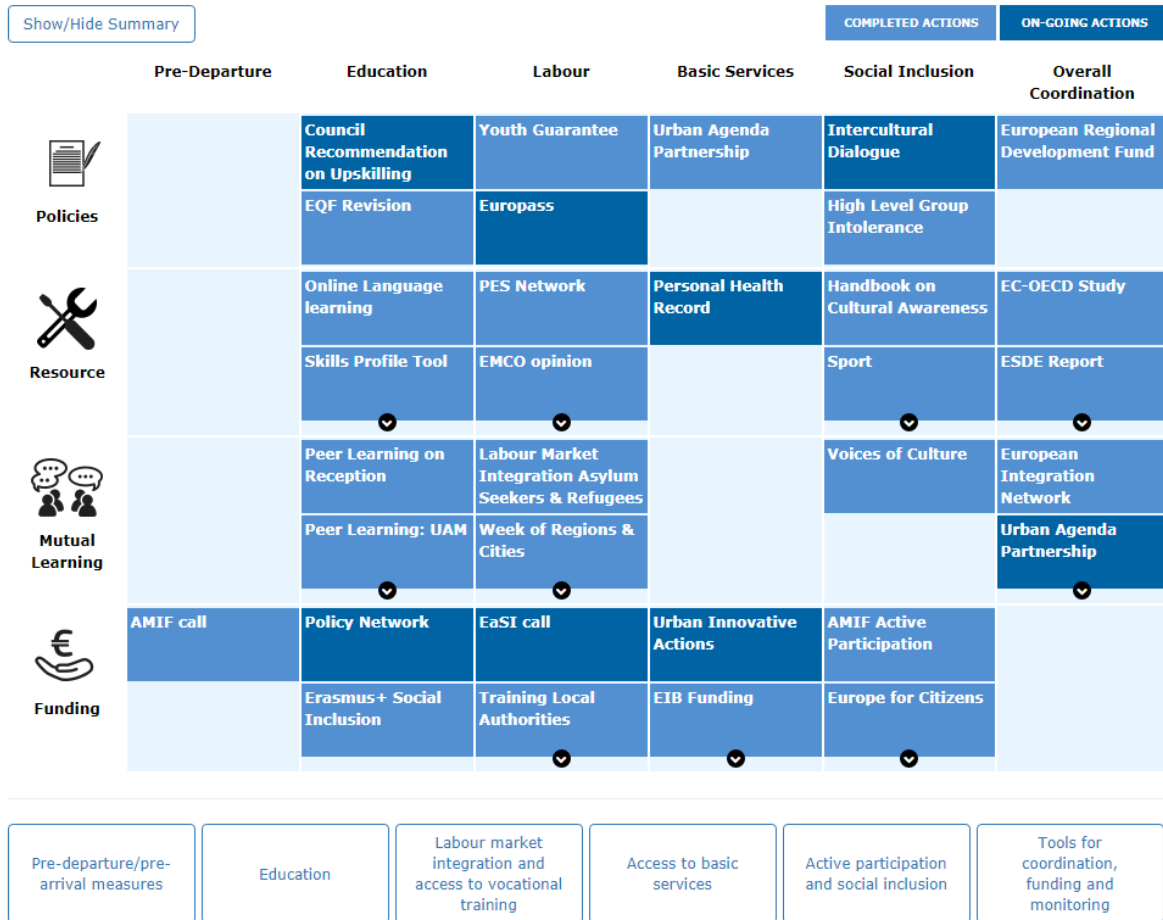 Show/Hide Summary
COMPLETED ACTIONS
ON-GOING ACTIONS
Pre-Departure
Education
Labour
Basic Services
Social Inclusion
Overall
Coordination
Policies
Council
Recommendation
on Upskilling
Youth Guarantee
Urban Agenda
Partnership
Intercultural
Dialogue
European Regional
Development Fund
EQF Revision
Europass
High Level Group
Intolerance
Resource
Online Language
learning
PES Network
Personal Health
Record
Handbook on
Cultural Awareness
EC-OECD Study
Skills Profile Tool
EMCO opinion
Sport
ESDE Report
Mutual
Learning
Peer Learning on
Reception
Labour Market
Integration Asylum
Seekers & Refugees
Voices of Culture
European
Integration
Network
Peer Learning: UAM
Week of Regions &
Cities
Urban Agenda
Partnership
Funding
AMIF call
Policy Network
EaSI call
Urban Innovative
Actions
AMIF Active
Participation
Erasmus+ Social
Inclusion
Training Local
Authorities
EIB Funding
Europe for Citizens
Pre-departure/pre-
arrival measures
Education
Labour market
integration and
access to vocational
training
Access to basic
services
Active participation
and social inclusion
Tools for
coordination,
funding and
monitoring